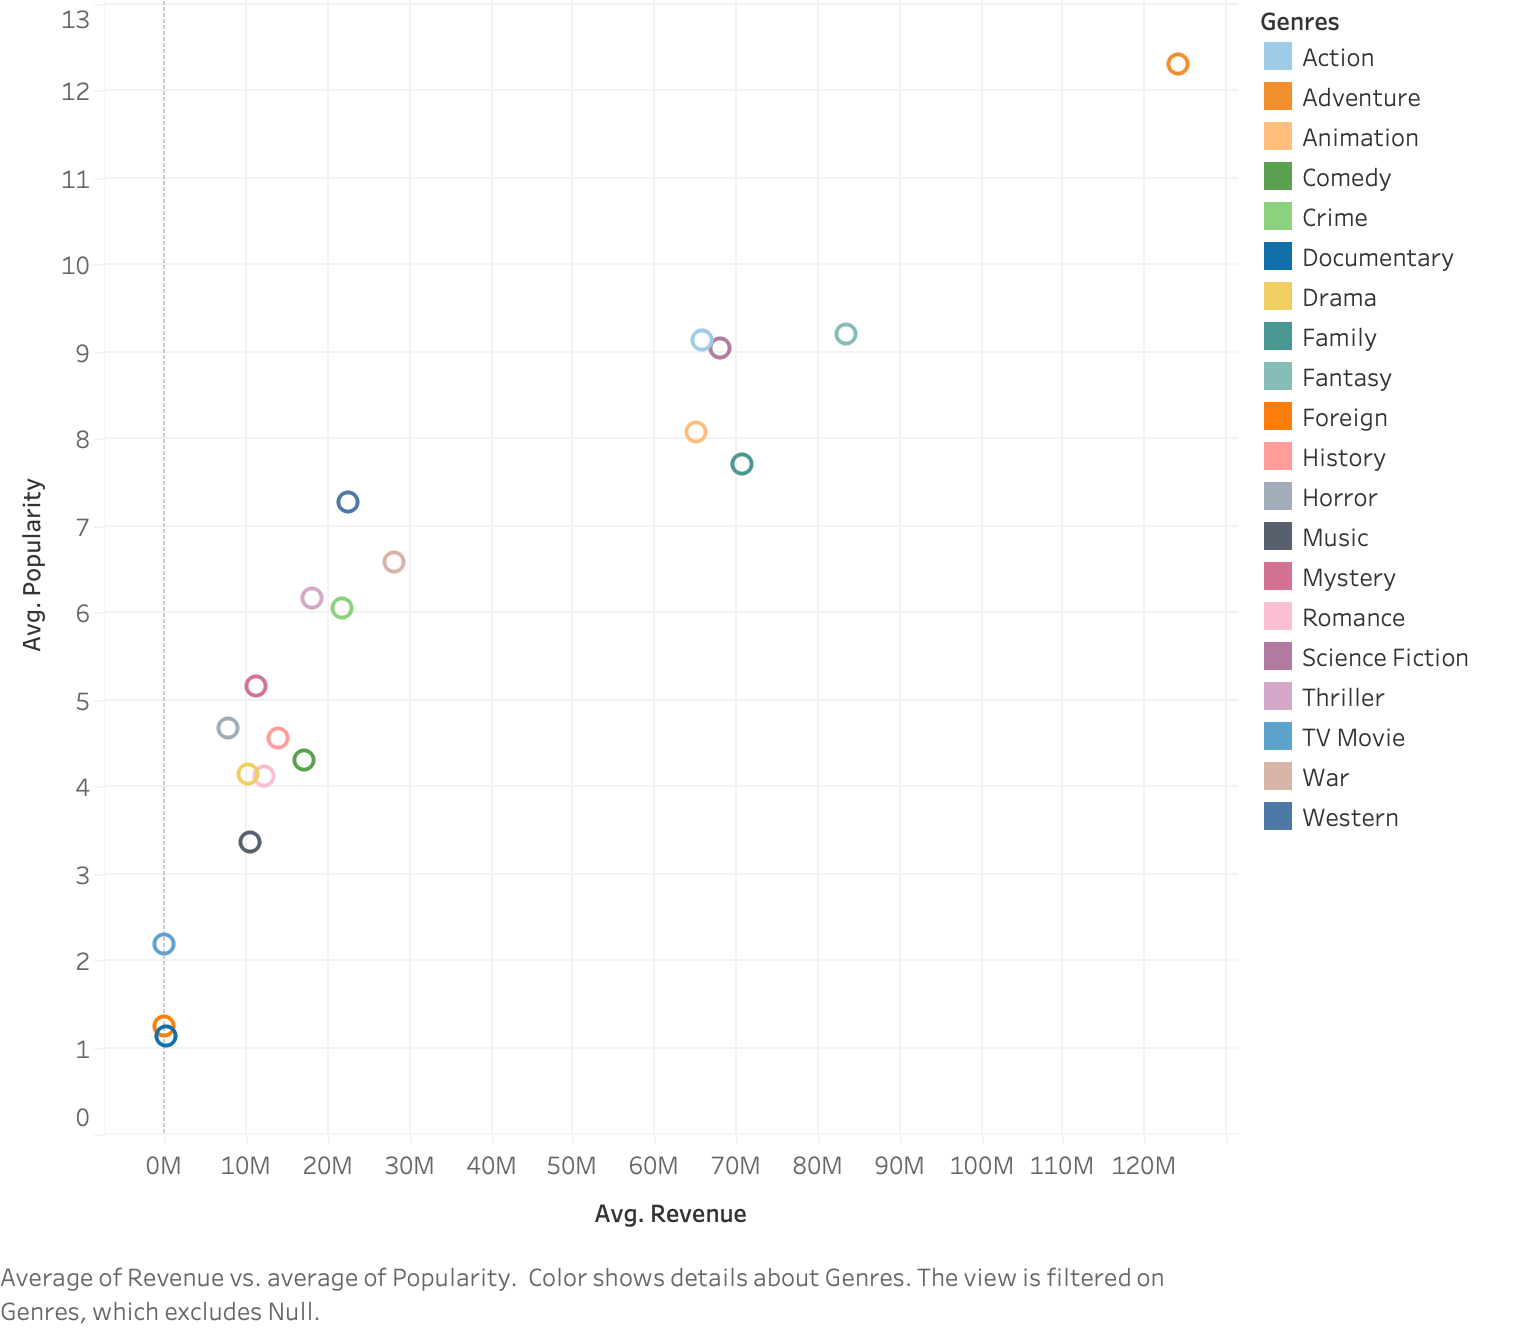 13
12
11
10
9
8
7
6
5
4
3
2
1
0
Avg. Popularity
0M 10M 20M 30M 40M 50M 60M 70M 80M 90M 100M 110M 120M
Avg. Revenue
Genres
Action
Adventure
Animation
Comedy
Crime
Documentary
Drama
Family
Fantasy
Foreign
History
Horror
Music
Mystery
Romance
Science Fiction
Thriller
TV Movie
War
Western
Average of Revenue vs. average of Popularity.  Color shows details about Genres. The view is filtered on
Genres, which excludes Null.